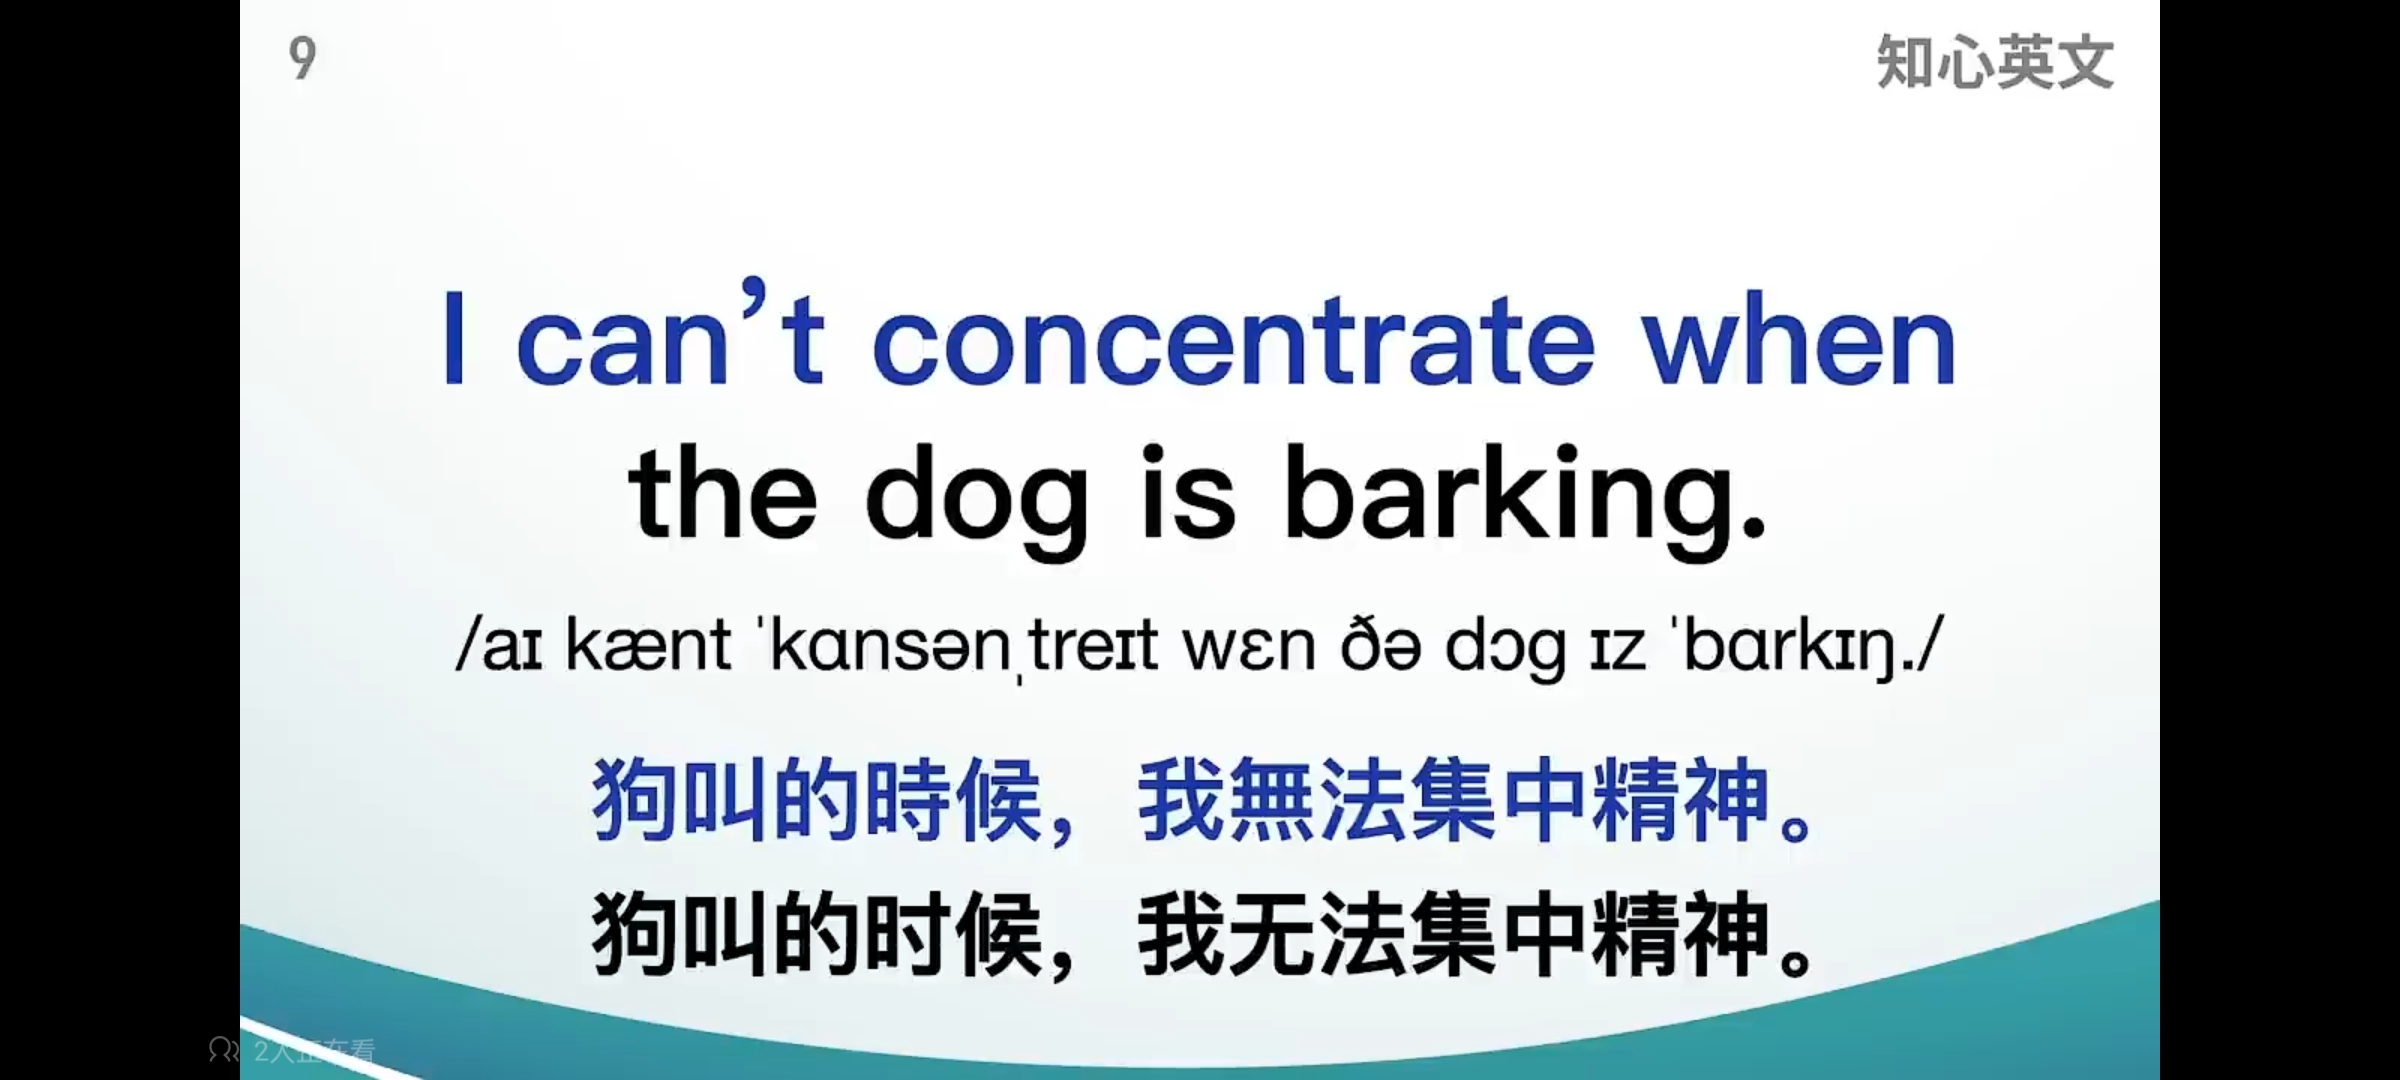 9
知心英文
I can’t concentrate when
the dog is barking.
/aɪ kænt ˈkɑnsənˌtreɪt wɛn ðə dɔg ɪz ˈbɑrkɪŋ./
狗叫的時候，我無法集中精神。
狗叫的时候，我无法集中精神。
2人正在看